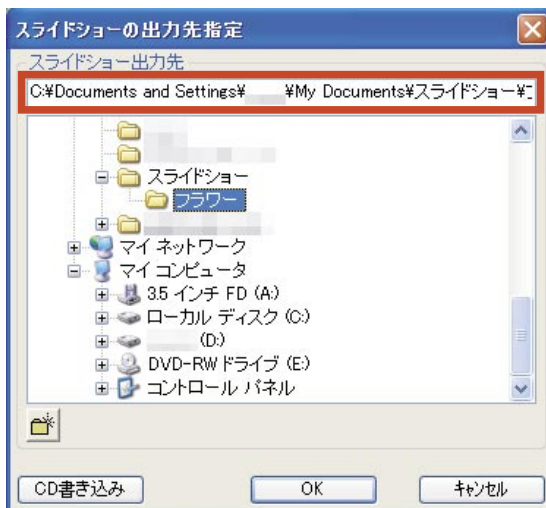 スライドショーの出力先指定
スライドショー出力先
C:¥Documents and Settings¥ ¥My Documents¥スライドショー¥
スライドショー
フラワー
マイ ネットワーク
マイ コンピュータ
3.5 インチ FD (A:)
ローカル ディスク (C:)
(D:)
DVD-RW ドライブ (E:)
コントロール パネル
CD書き込み
OK
キャンセル